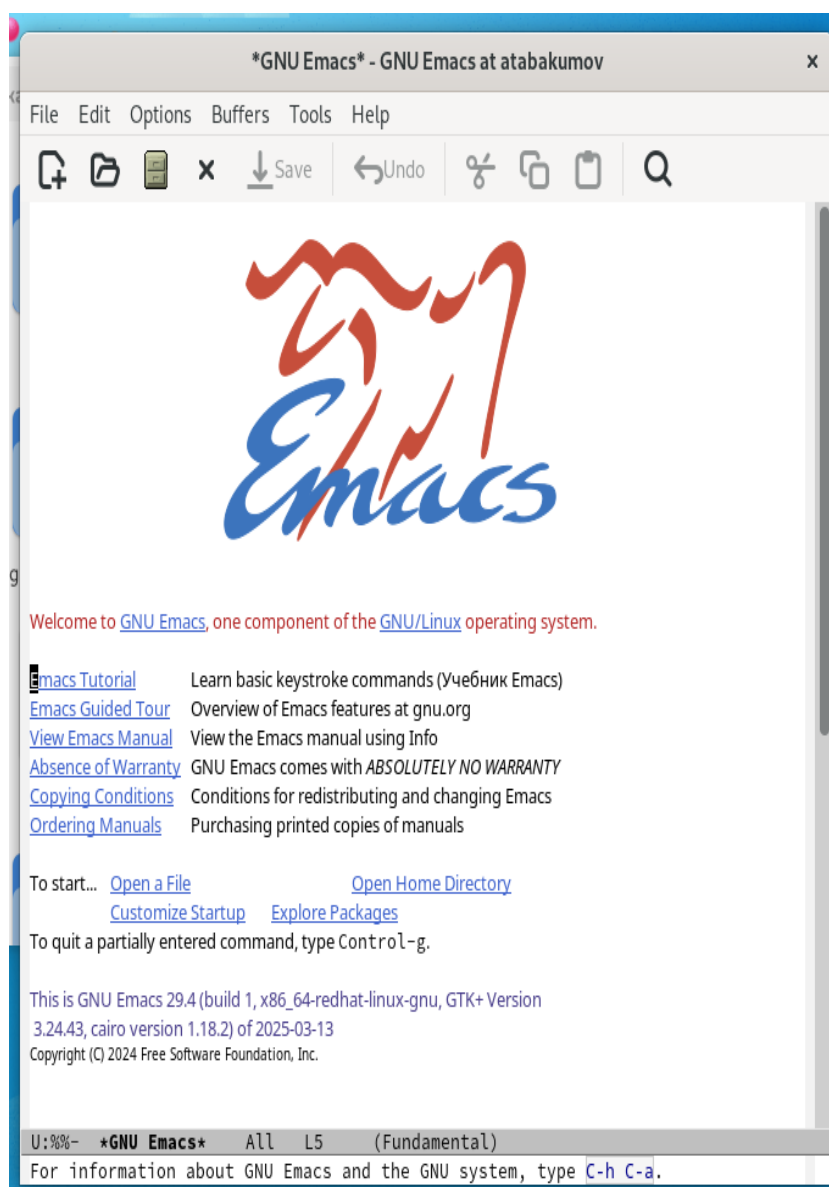 *GNU Emacs* - GNU Emacs at atabakumov x
File Edit Options Buffers Tools Help
Save Undo
Emacs
g
Welcome to GNU Emacs, one component of the GNU/Linux operating system.
Emacs Tutorial Learn basic keystroke commands (Учебник Emacs)
Emacs Guided Tour Overview of Emacs features at gnu.org
View Emacs Manual View the Emacs manual using Info
Absence of Warranty GNU Emacs comes with ABSOLUTELY NO WARRANTY
Copying Conditions Conditions for redistributing and changing Emacs
Ordering Manuals Purchasing printed copies of manuals
To start... Open a File Open Home Directory
Customize Startup Explore Packages
To quit a partially entered command, type Control-g.
This is GNU Emacs 29.4 (build 1, x86_64-redhat-linux-gnu, GTK+ Version
3.24.43, cairo version 1.18.2) of 2025-03-13
Copyright (C) 2024 Free Software Foundation, Inc.
U:%%- *GNU Emacs* All L5 (Fundamental)
For information about GNU Emacs and the GNU system, type C-h C-a.